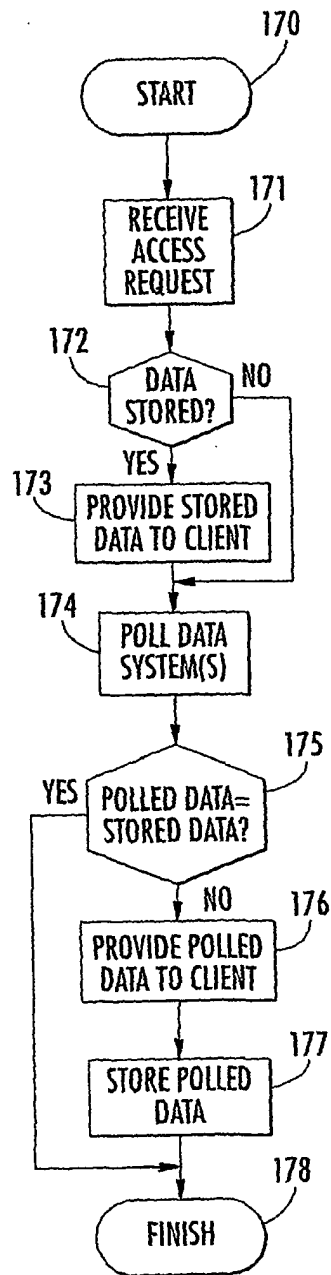 170
START
171
RECEIVE
ACCESS
REQUEST
172
DATA
STORED?
NO
YES
173
PROVIDE STORED
DATA TO CLIENT
174
POLL DATA
SYSTEM(S)
175
YES
POLLED DATA=
STORED DATA?
NO
176
PROVIDE POLLED
DATA TO CLIENT
177
STORE POLLED
DATA
178
FINISH